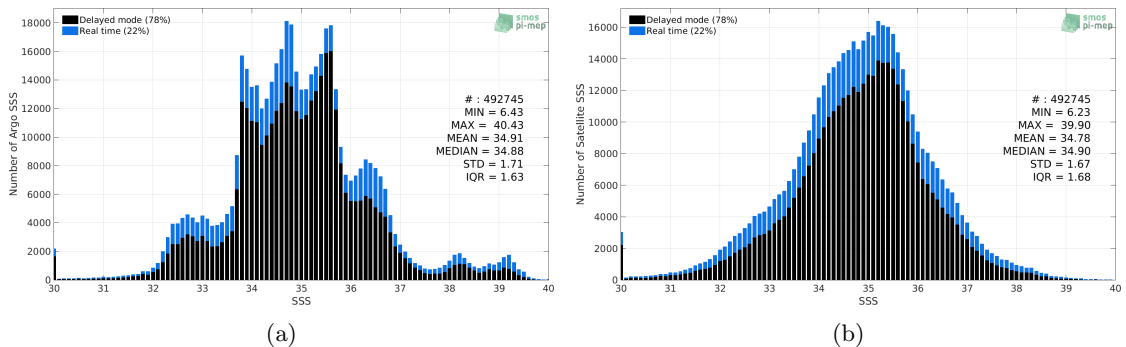 Delayed mode (78%)
Real time (22%)
smos
pi-mep
# : 492745
MIN = 6.43
MAX = 40.43
MEAN = 34.91
MEDIAN = 34.88
STD = 1.71
IQR = 1.63
Number of Argo SSS
18000
16000
14000
12000
10000
8000
6000
4000
2000
0
30 31 32 33 34 35 36 37 38 39 40
SSS
(a)
Delayed mode (78%)
Real time (22%)
smos
pi-mep
# : 492745
MIN = 6.23
MAX = 39.90
MEAN = 34.78
MEDIAN = 34.90
STD = 1.67
IQR = 1.68
Number of Satellite SSS
16000
14000
12000
10000
8000
6000
4000
2000
0
30 31 32 33 34 35 36 37 38 39 40
SSS
(b)